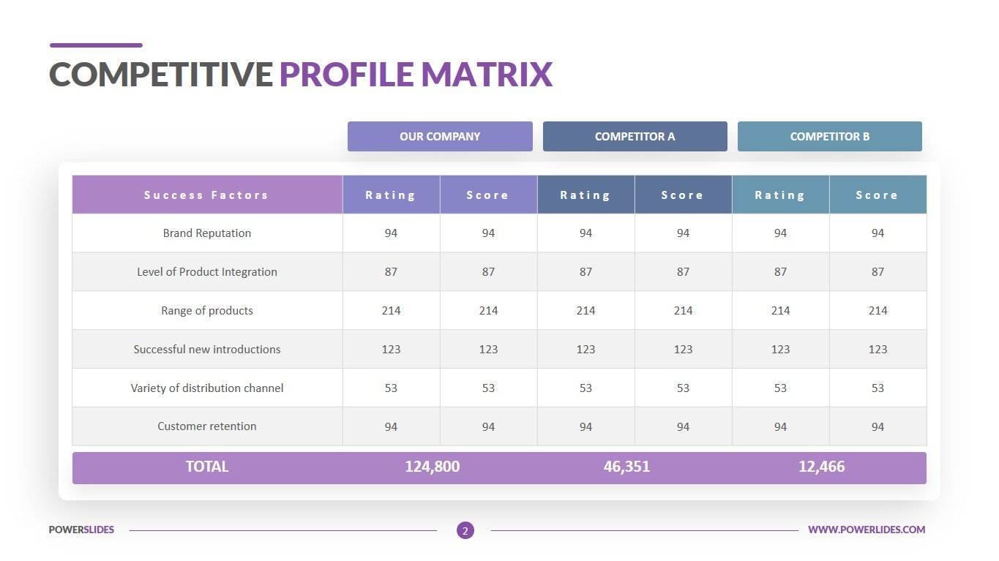 COMPETITIVE PROFILE MATRIX
OUR COMPANY COMPETITOR A COMPETITOR B
Success Factors Rating Score Rating Score Rating Score
Brand Reputation 94 94 94 94 94 94
Level of Product Integration 87 87 87 87 87 87
Range of products 214 214 214 214 214 214
Successful new introductions 123 123 123 123 123 123
Variety of distribution channel 53 53 53 53 53 53
Customer retention 94 94 94 94 94 94
TOTAL 124,800 46,351 12,466
POWERSLIDES 2 WWW.POWERLIDES.COM